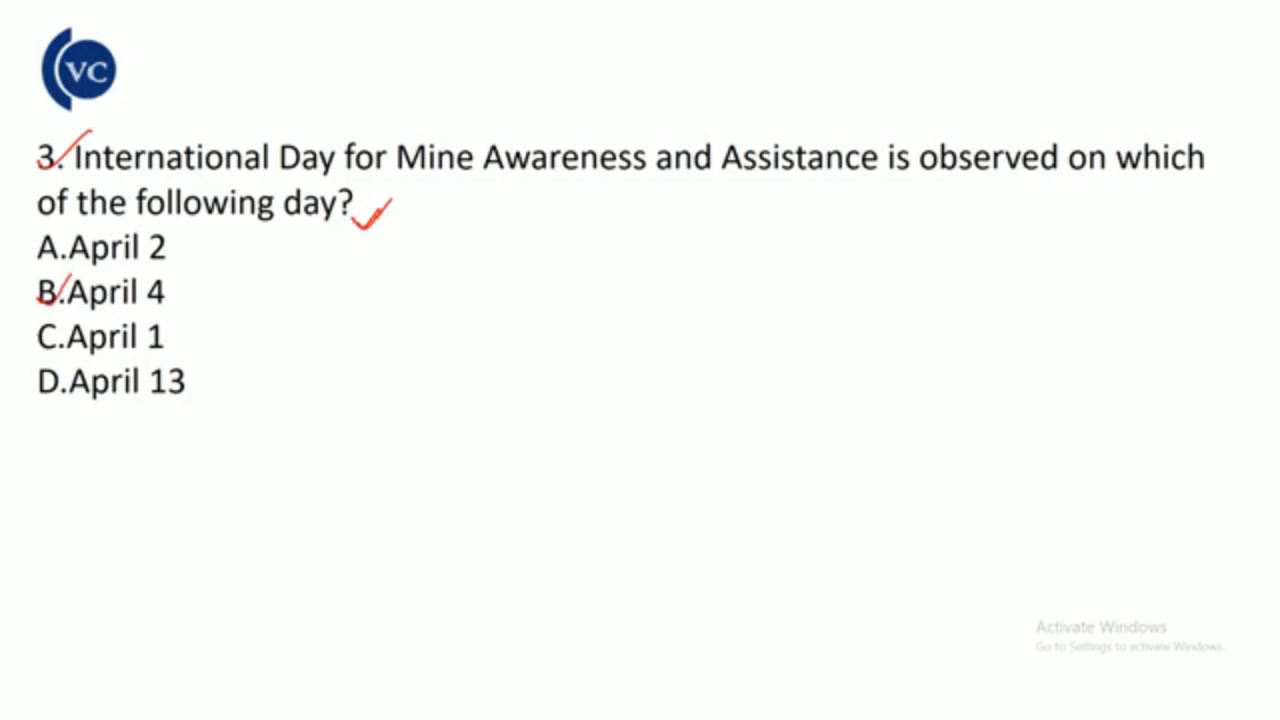 VC
3. International Day for Mine Awareness and Assistance is observed on which
of the following day?
A.April 2
B.April 4
C.April 1
D.April 13
Activate Windows
Go to Settings to activate Windows.